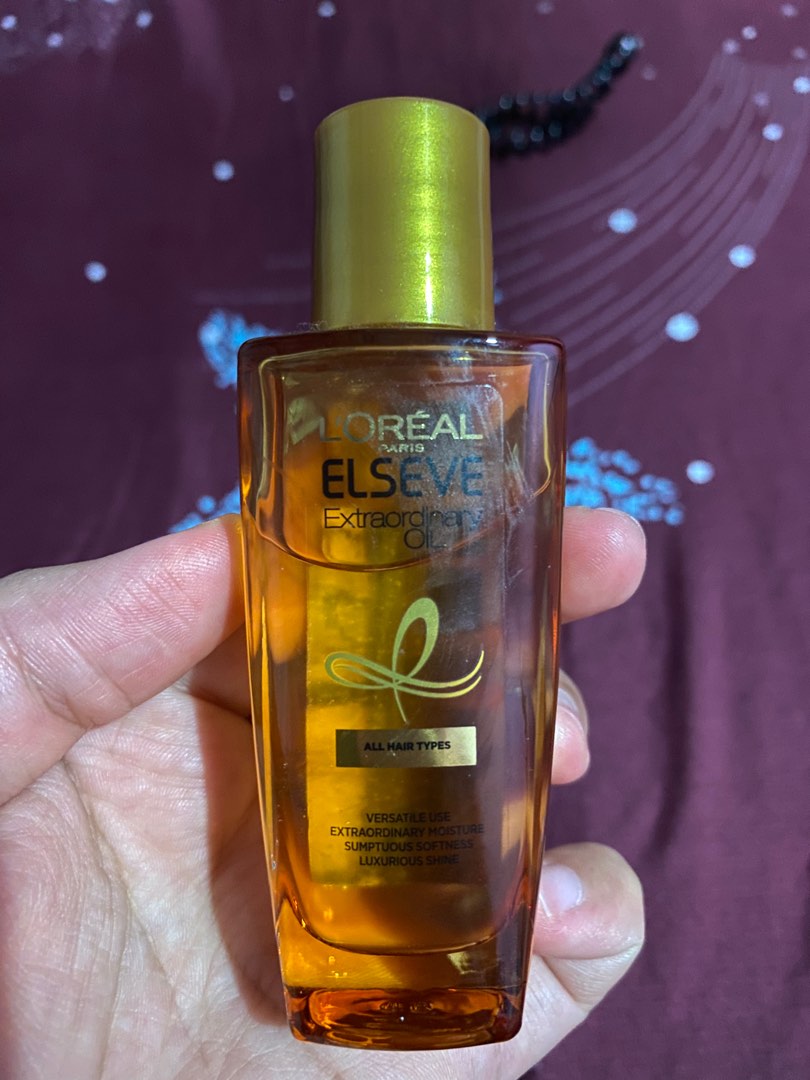 L'ORÉAL
PARIS
ELSEVE
Extraordinary
OIL
ALL HAIR TYPES
VERSATILE USE
EXTRAORDINARY MOISTURE
SUMPTUOUS SOFTNESS
LUXURIOUS SHINE